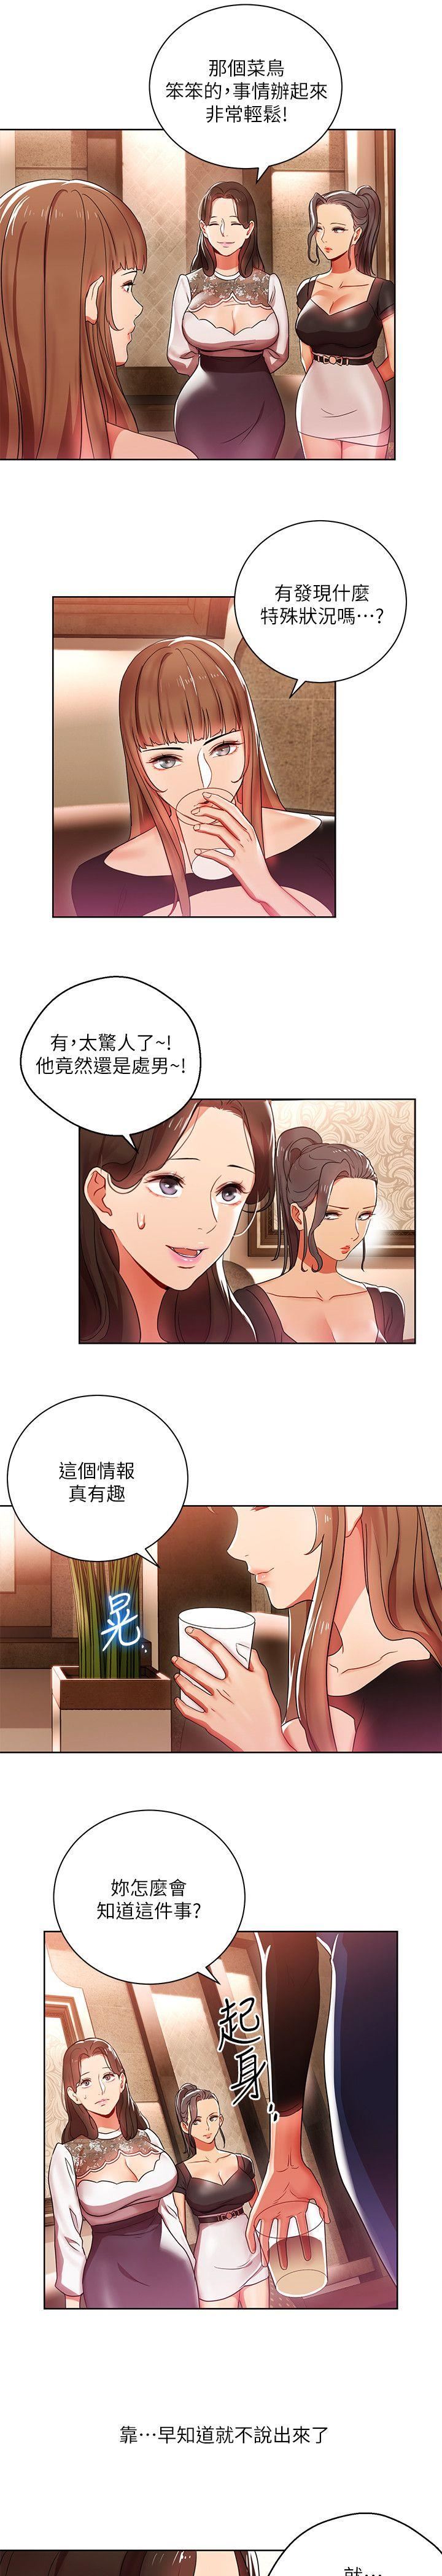 那個菜鳥
笨笨的,事情辦起來
非常輕鬆!
有發現什麼
特殊狀況嗎…?
有,太驚人了~!
他竟然還是處男~!
這個情報
真有趣
晃
妳怎麼會
知道這件事?
起身
靠…早知道就不說出來了
就…